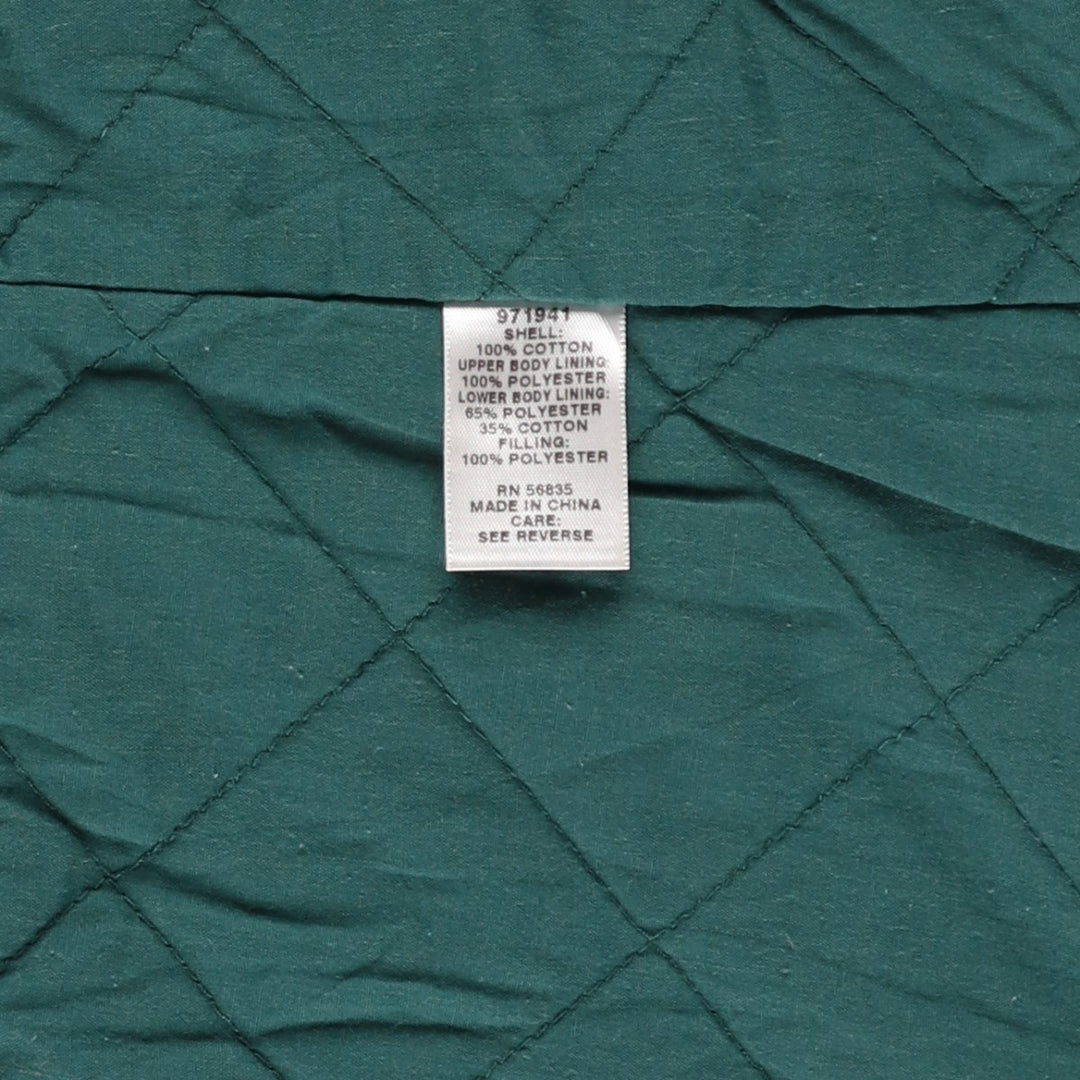 971941
SHELL:
100% COTTON
UPPER BODY LINING:
100% POLYESTER
LOWER BODY LINING:
65% POLYESTER
35% COTTON
FILLING:
100% POLYESTER
RN 56835
MADE IN CHINA
CARE:
SEE REVERSE